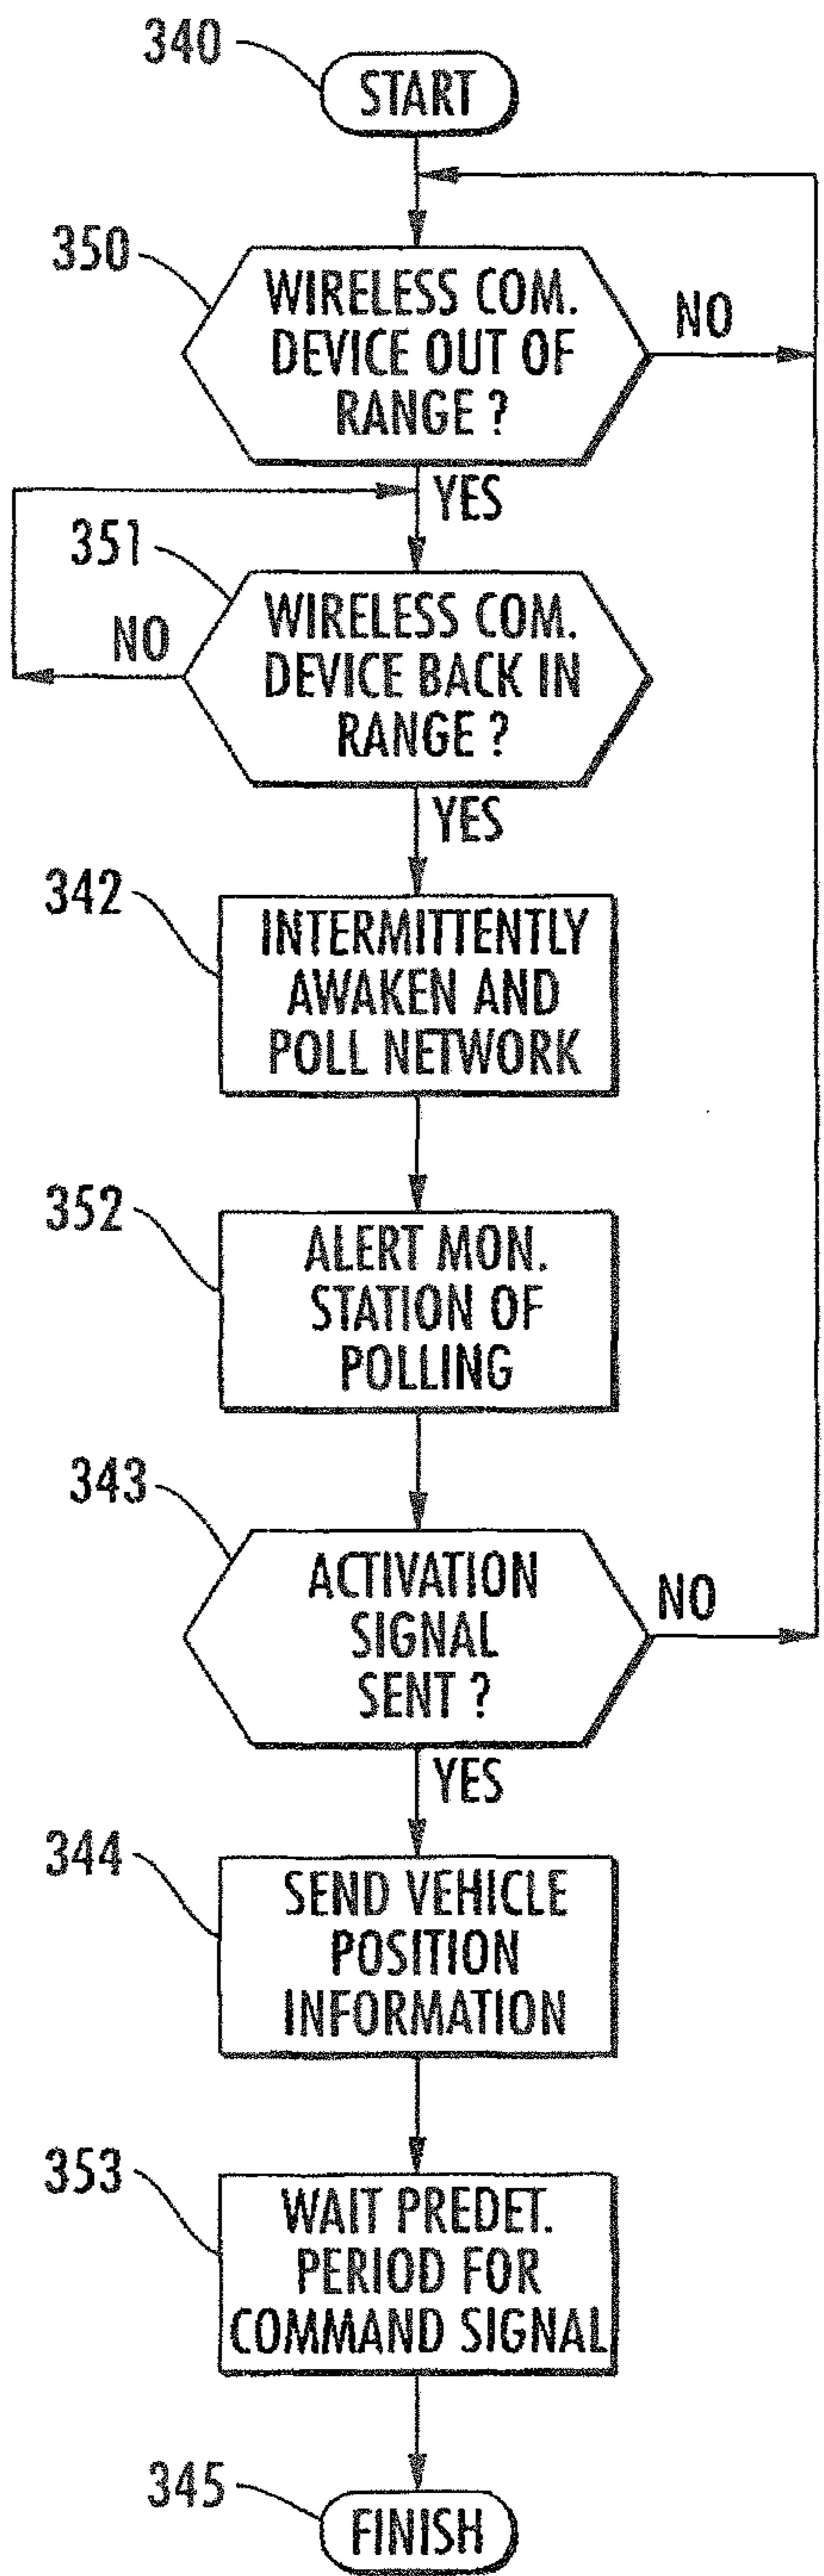 340
START
350
WIRELESS COM.
DEVICE OUT OF
RANGE ?
NO
YES
351
WIRELESS COM.
DEVICE BACK IN
RANGE ?
NO
YES
342
INTERMITTENTLY
AWAKEN AND
POLL NETWORK
352
ALERT MON.
STATION OF
POLLING
343
ACTIVATION
SIGNAL
SENT ?
NO
YES
344
SEND VEHICLE
POSITION
INFORMATION
353
WAIT PREDET.
PERIOD FOR
COMMAND SIGNAL
345
FINISH